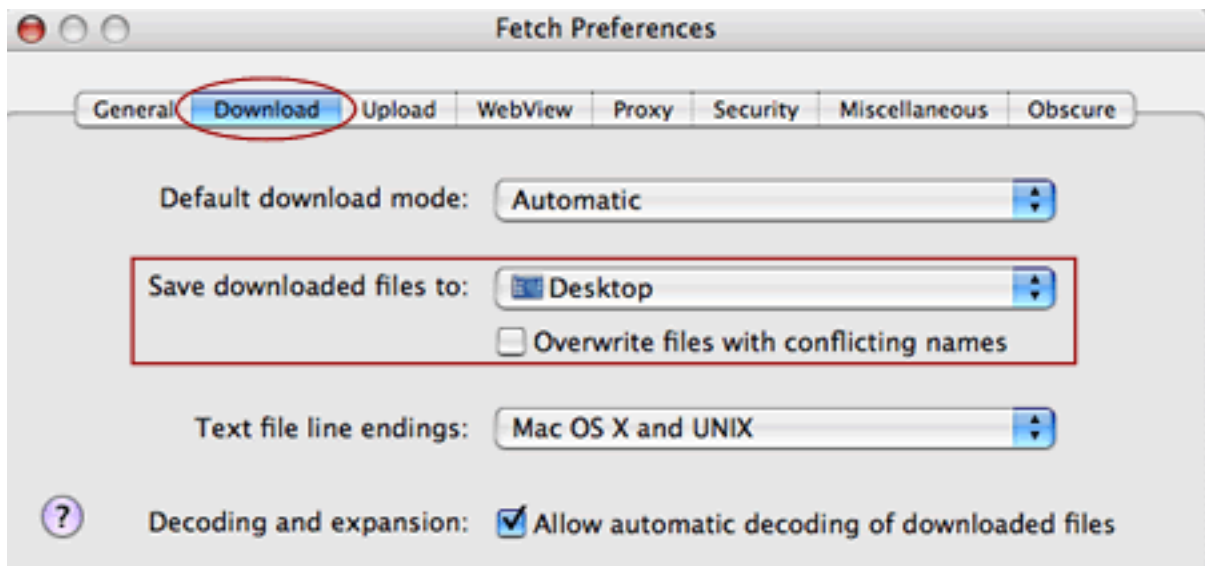 Fetch Preferences
General Download Upload WebView Proxy Security Miscellaneous Obscure
Default download mode: Automatic
Save downloaded files to: Desktop
Overwrite files with conflicting names
Text file line endings: Mac OS X and UNIX
? Decoding and expansion: Allow automatic decoding of downloaded files